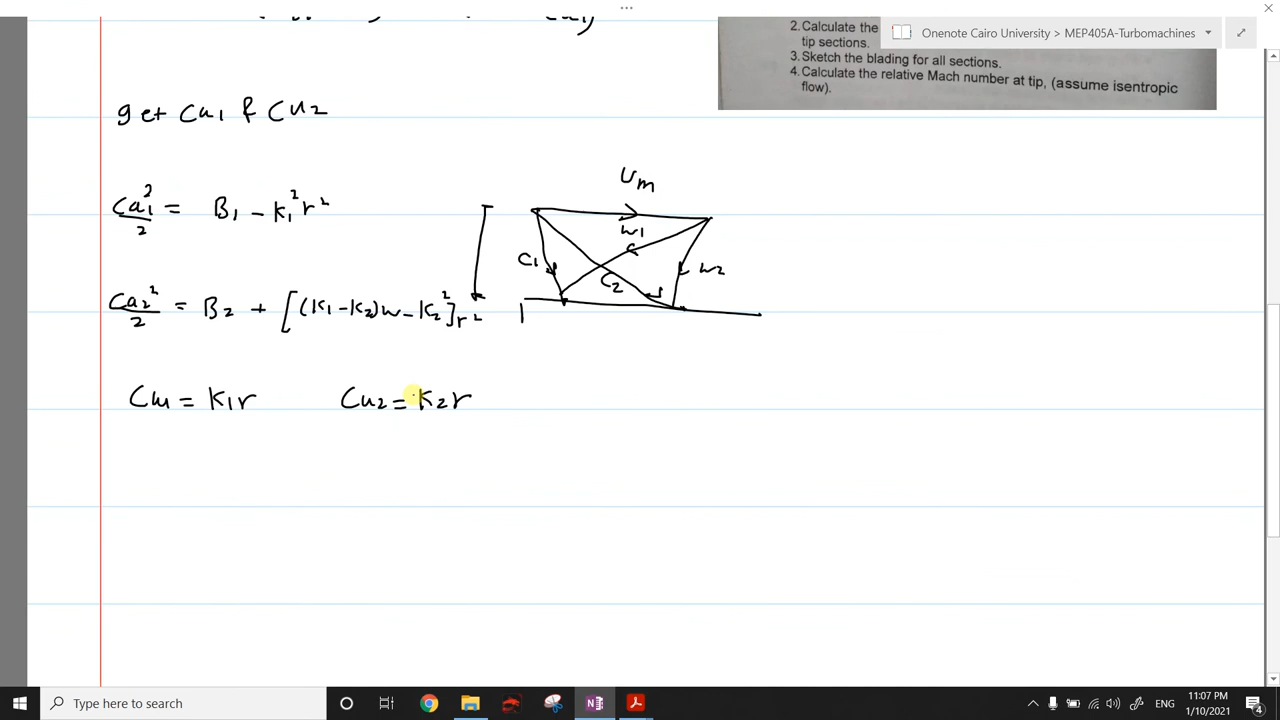 Onenote Cairo University > MEP405A-Turbomachines
2. Calculate the
tip sections.
3. Sketch the blading for all sections.
4. Calculate the relative Mach number at tip, (assume isentropic
flow).
get Ca1 & Cu2
Ca1²/2 = B1 - K1²r²
Um
W1
C1
C2
W2
Ca2²/2 = B2 + [(K1-K2)w - K2²]r²
Cu1 = K1r
Cu2 = K2r
Type here to search
ENG
11:07 PM
1/10/2021
4